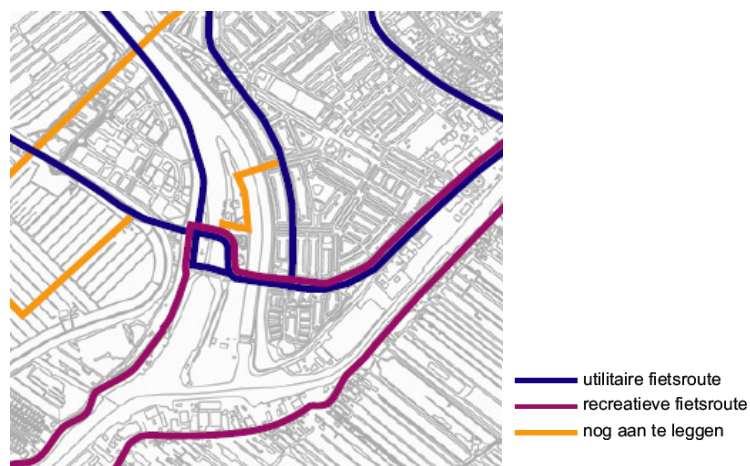 utilitaire fietsroute
recreatieve fietsroute
nog aan te leggen